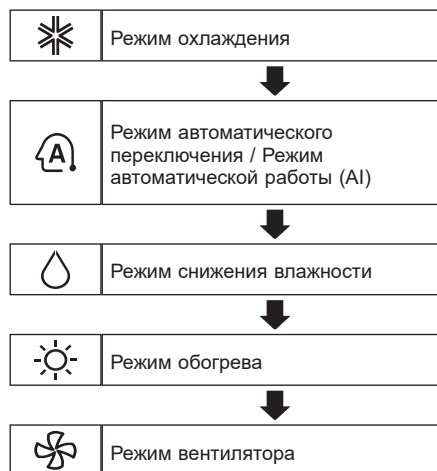 Режим охлаждения
A
Режим автоматического
переключения / Режим
автоматической работы (AI)
Режим снижения влажности
Режим обогрева
Режим вентилятора